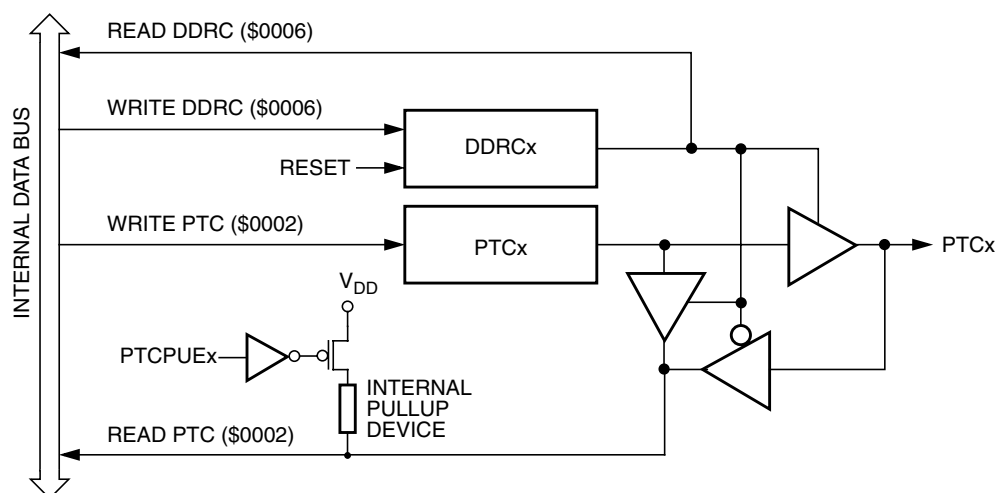 READ DDRC ($0006)
WRITE DDRC ($0006)
DDRCx
RESET
INTERNAL DATA BUS
WRITE PTC ($0002)
PTCx
PTCx
VDD
PTCPUEx
INTERNAL
PULLUP
DEVICE
READ PTC ($0002)